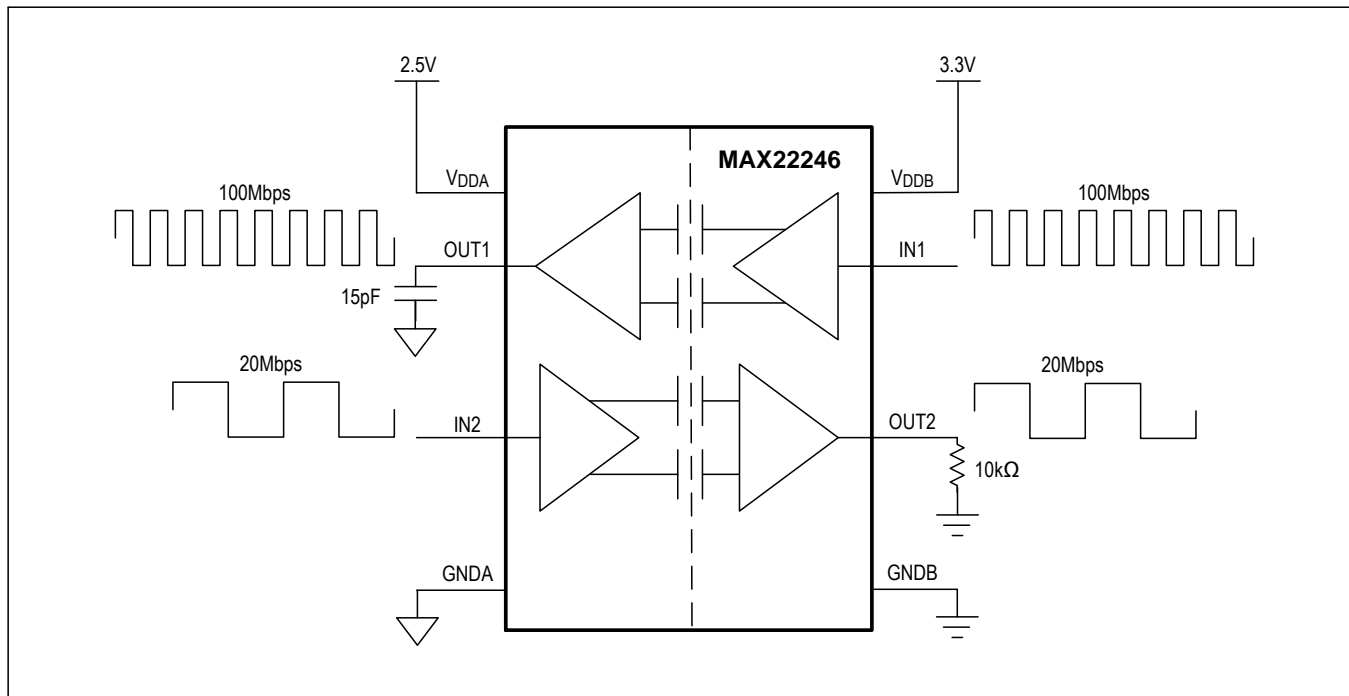 2.5V
3.3V
MAX22246
VDDA
VDDB
100Mbps
100Mbps
OUT1
IN1
15pF
20Mbps
20Mbps
IN2
OUT2
10kΩ
GNDA
GNDB